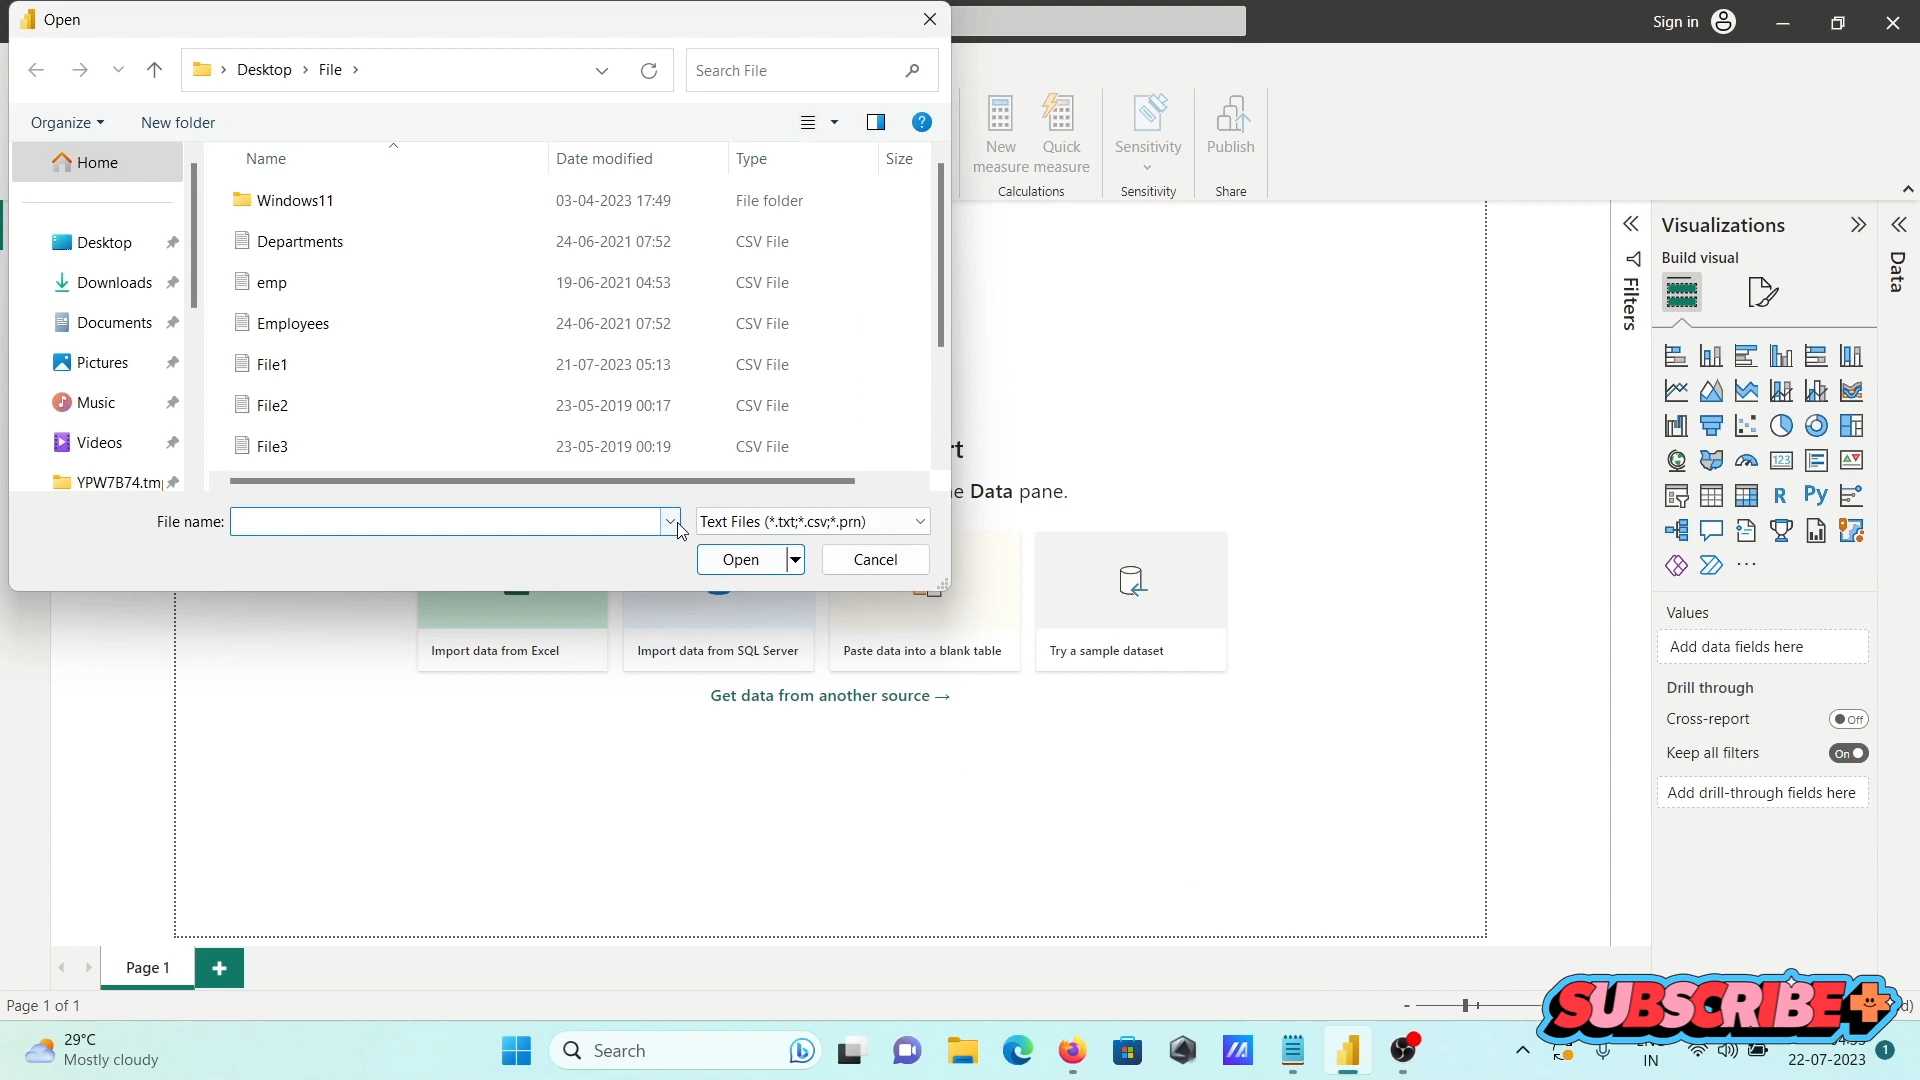 Open
Sign in
Desktop
File
Search File
Organize
New folder
Name
Date modified
Type
Size
Home
Desktop
Downloads
Documents
Pictures
Music
Videos
YPW7B74.tmp
Windows11 03-04-2023 17:49 File folder
Departments 24-06-2021 07:52 CSV File
emp 19-06-2021 04:53 CSV File
Employees 24-06-2021 07:52 CSV File
File1 21-07-2023 05:13 CSV File
File2 23-05-2019 00:17 CSV File
File3 23-05-2019 00:19 CSV File
File name:
Text Files (*.txt;*.csv;*.prn)
Open
Cancel
New measure
Quick measure
Calculations
Sensitivity
Sensitivity
Publish
Share
Data pane.
Import data from Excel
Import data from SQL Server
Paste data into a blank table
Try a sample dataset
Get data from another source →
Filters
Visualizations
Build visual
123
R
Py
Values
Add data fields here
Drill through
Cross-report
Off
Keep all filters
On
Add drill-through fields here
Data
Page 1
Page 1 of 1
SUBSCRIBE
29°C
Mostly cloudy
Search
IN
22-07-2023
1